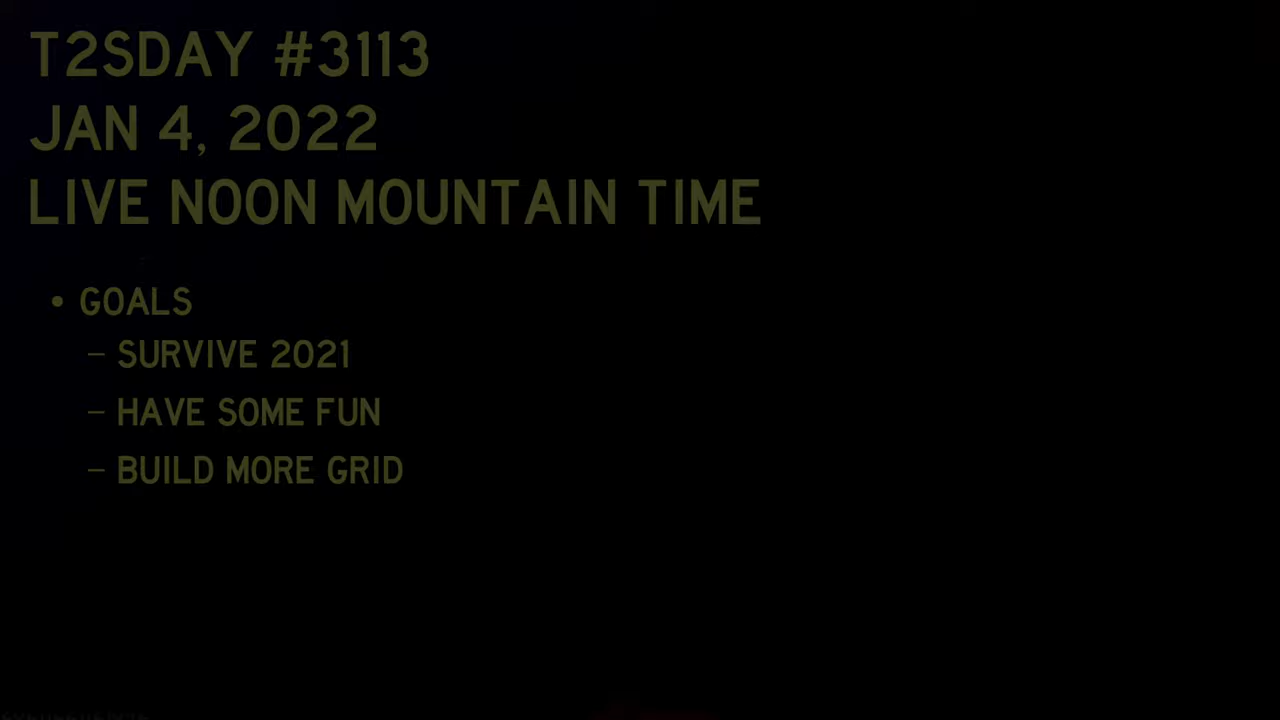 T2SDAY #3113
JAN 4, 2022
LIVE NOON MOUNTAIN TIME
• GOALS
– SURVIVE 2021
– HAVE SOME FUN
– BUILD MORE GRID